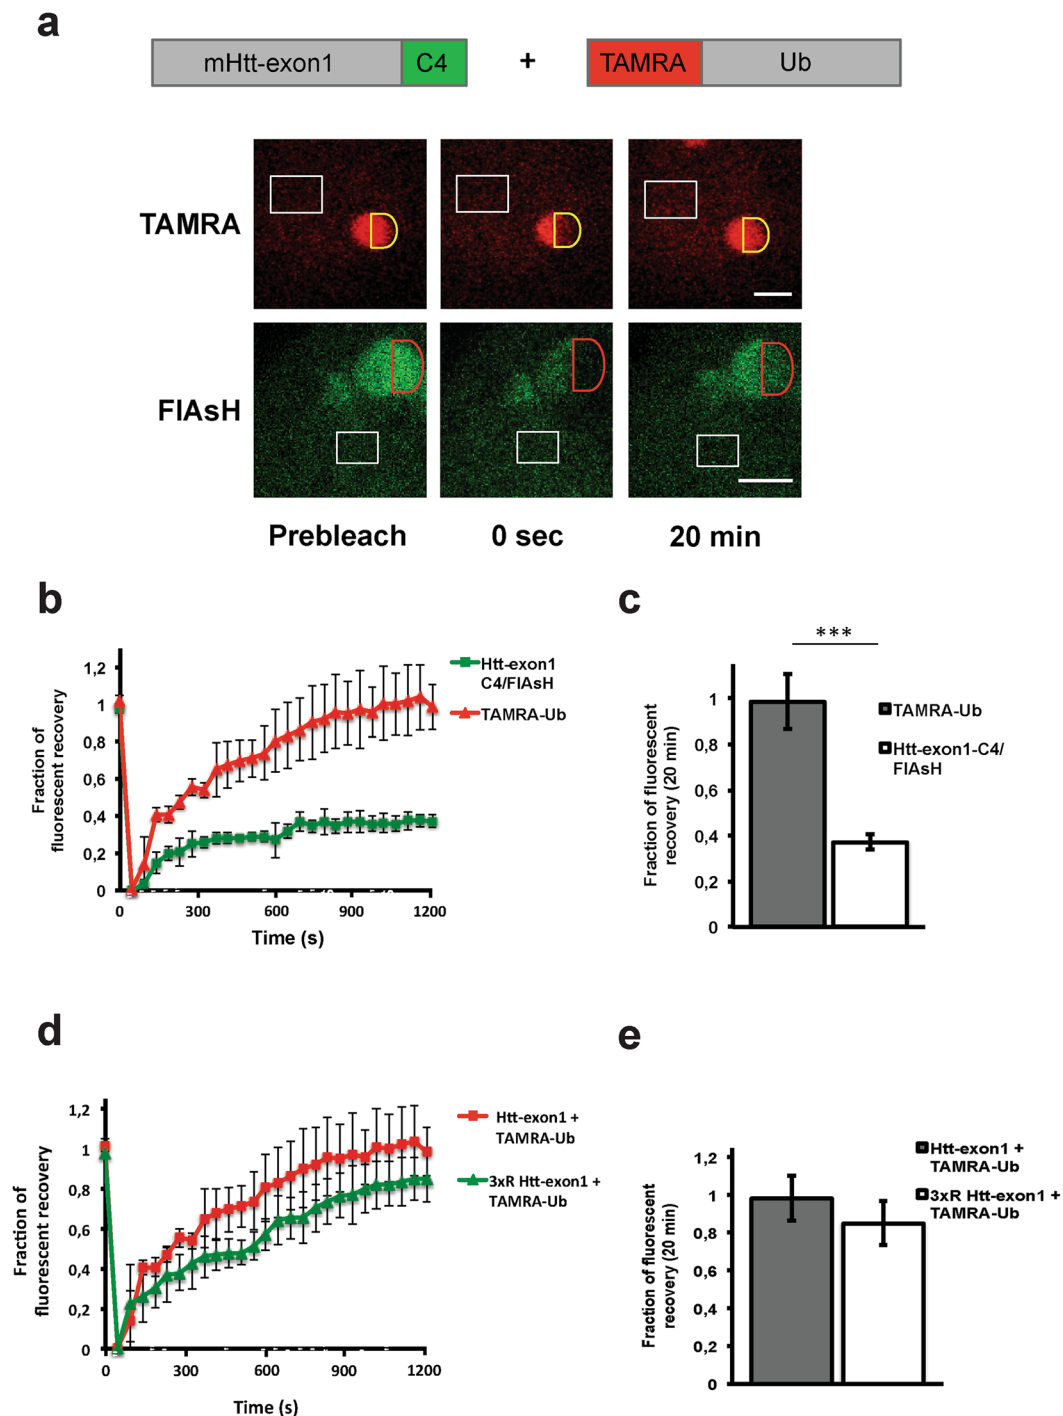 a
mHtt-exon1 C4 + TAMRA Ub
TAMRA
FlAsH
Prebleach 0 sec 20 min
b
Fraction of
fluorescent recovery
1,2
1
0,8
0,6
0,4
0,2
0
0 300 600 900 1200
Time (s)
Htt-exon1
C4/FlAsH
TAMRA-Ub
c
***
Fraction of fluorescent
recovery (20 min)
1
0,8
0,6
0,4
0,2
0
TAMRA-Ub
Htt-exon1-C4/
FlAsH
d
Fraction of
fluorescent recovery
1,2
1
0,8
0,6
0,4
0,2
0
0 300 600 900 1200
Time (s)
Htt-exon1 +
TAMRA-Ub
3xR Htt-exon1 +
TAMRA-Ub
e
Fraction of fluorescent
recovery (20 min)
1,2
1
0,8
0,6
0,4
0,2
0
Htt-exon1 +
TAMRA-Ub
3xR Htt-exon1 +
TAMRA-Ub